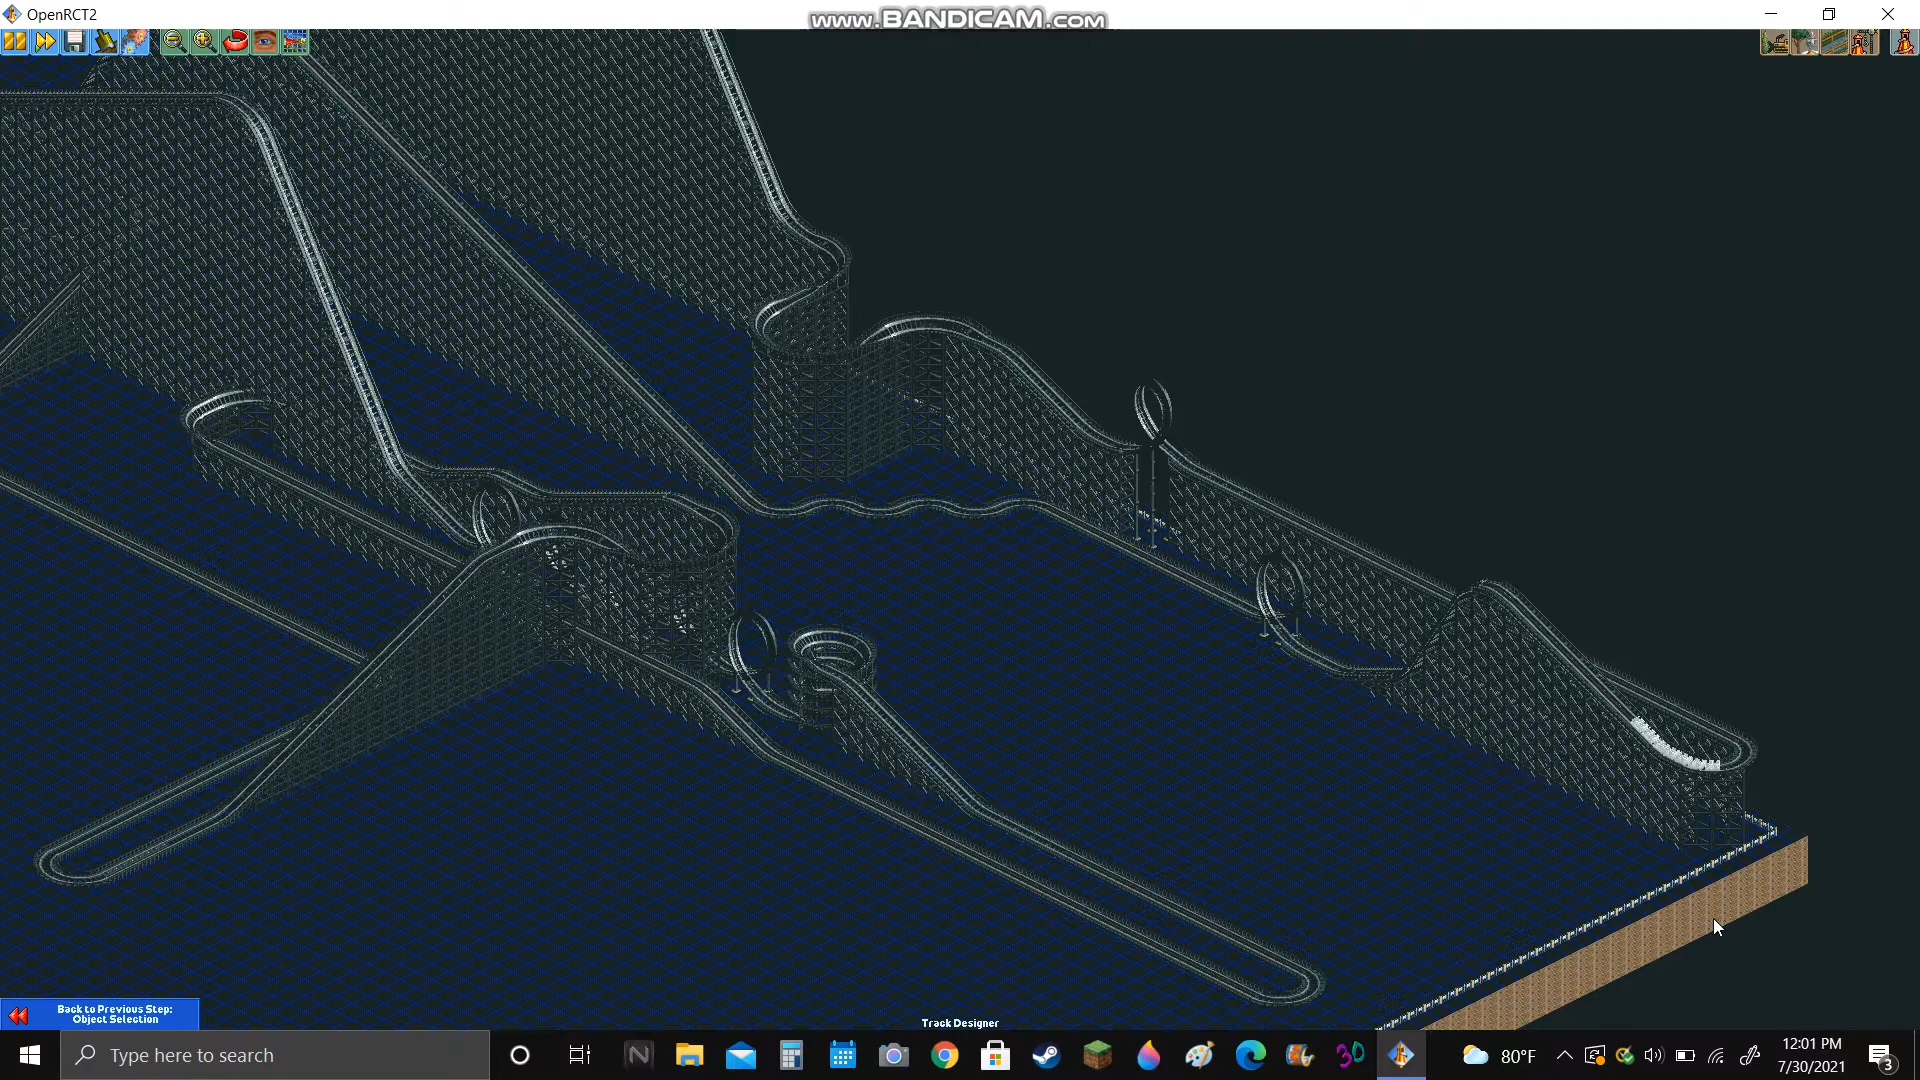 OpenRCT2
www.BANDICAM.com
Back to Previous Step:
Object Selection
Track Designer
Type here to search
80°F
12:01 PM
7/30/2021
3